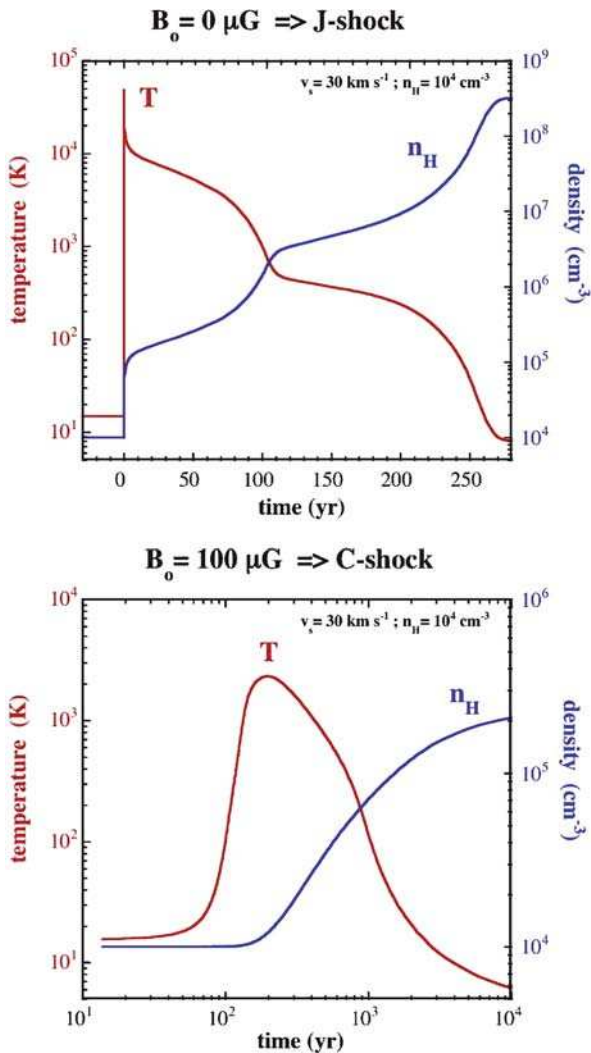 B₀ = 0 μG => J-shock
v_s = 30 km s⁻¹ ; n_H = 10⁴ cm⁻³
T
n_H
temperature (K)
density (cm⁻³)
10⁵
10⁴
10³
10²
10¹
10⁹
10⁸
10⁷
10⁶
10⁵
10⁴
0 50 100 150 200 250
time (yr)
B₀ = 100 μG => C-shock
v_s = 30 km s⁻¹ ; n_H = 10⁴ cm⁻³
T
n_H
temperature (K)
density (cm⁻³)
10⁴
10³
10²
10¹
10⁶
10⁵
10⁴
10¹ 10² 10³ 10⁴
time (yr)